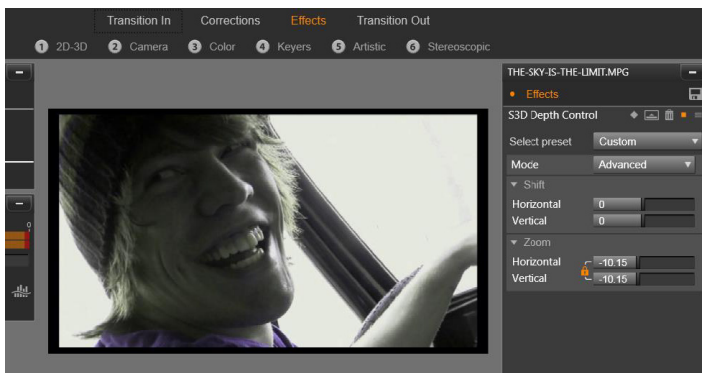 Transition In Corrections Effects Transition Out
1 2D-3D 2 Camera 3 Color 4 Keyers 5 Artistic 6 Stereoscopic
THE-SKY-IS-THE-LIMIT.MPG
Effects
S3D Depth Control
Select preset Custom
Mode Advanced
Shift
Horizontal 0
Vertical 0
Zoom
Horizontal -10.15
Vertical -10.15